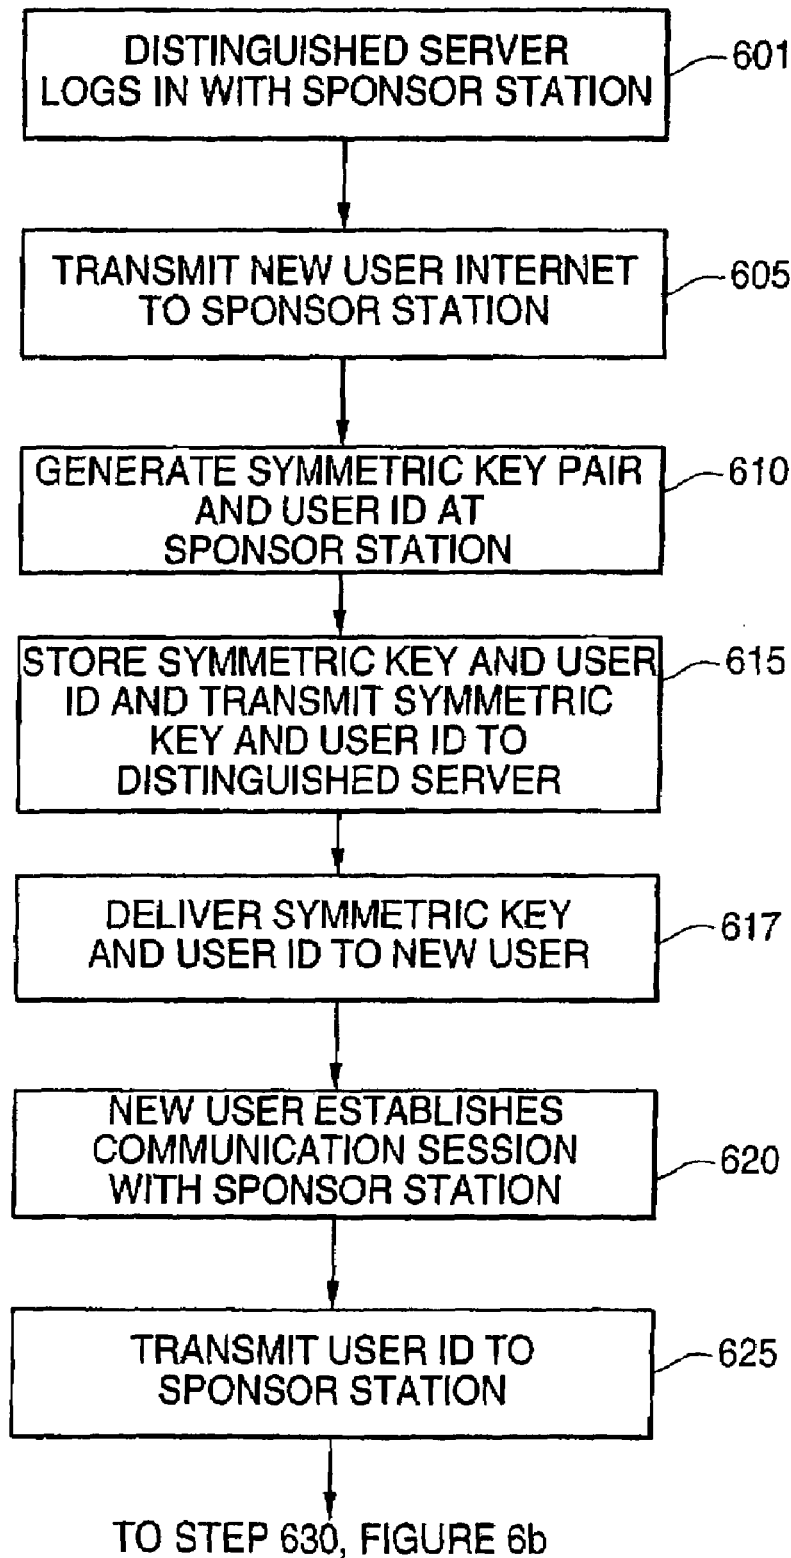 DISTINGUISHED SERVER
LOGS IN WITH SPONSOR STATION
601
TRANSMIT NEW USER INTERNET
TO SPONSOR STATION
605
GENERATE SYMMETRIC KEY PAIR
AND USER ID AT
SPONSOR STATION
610
STORE SYMMETRIC KEY AND USER
ID AND TRANSMIT SYMMETRIC
KEY AND USER ID TO
DISTINGUISHED SERVER
615
DELIVER SYMMETRIC KEY
AND USER ID TO NEW USER
617
NEW USER ESTABLISHES
COMMUNICATION SESSION
WITH SPONSOR STATION
620
TRANSMIT USER ID TO
SPONSOR STATION
625
TO STEP 630, FIGURE 6b